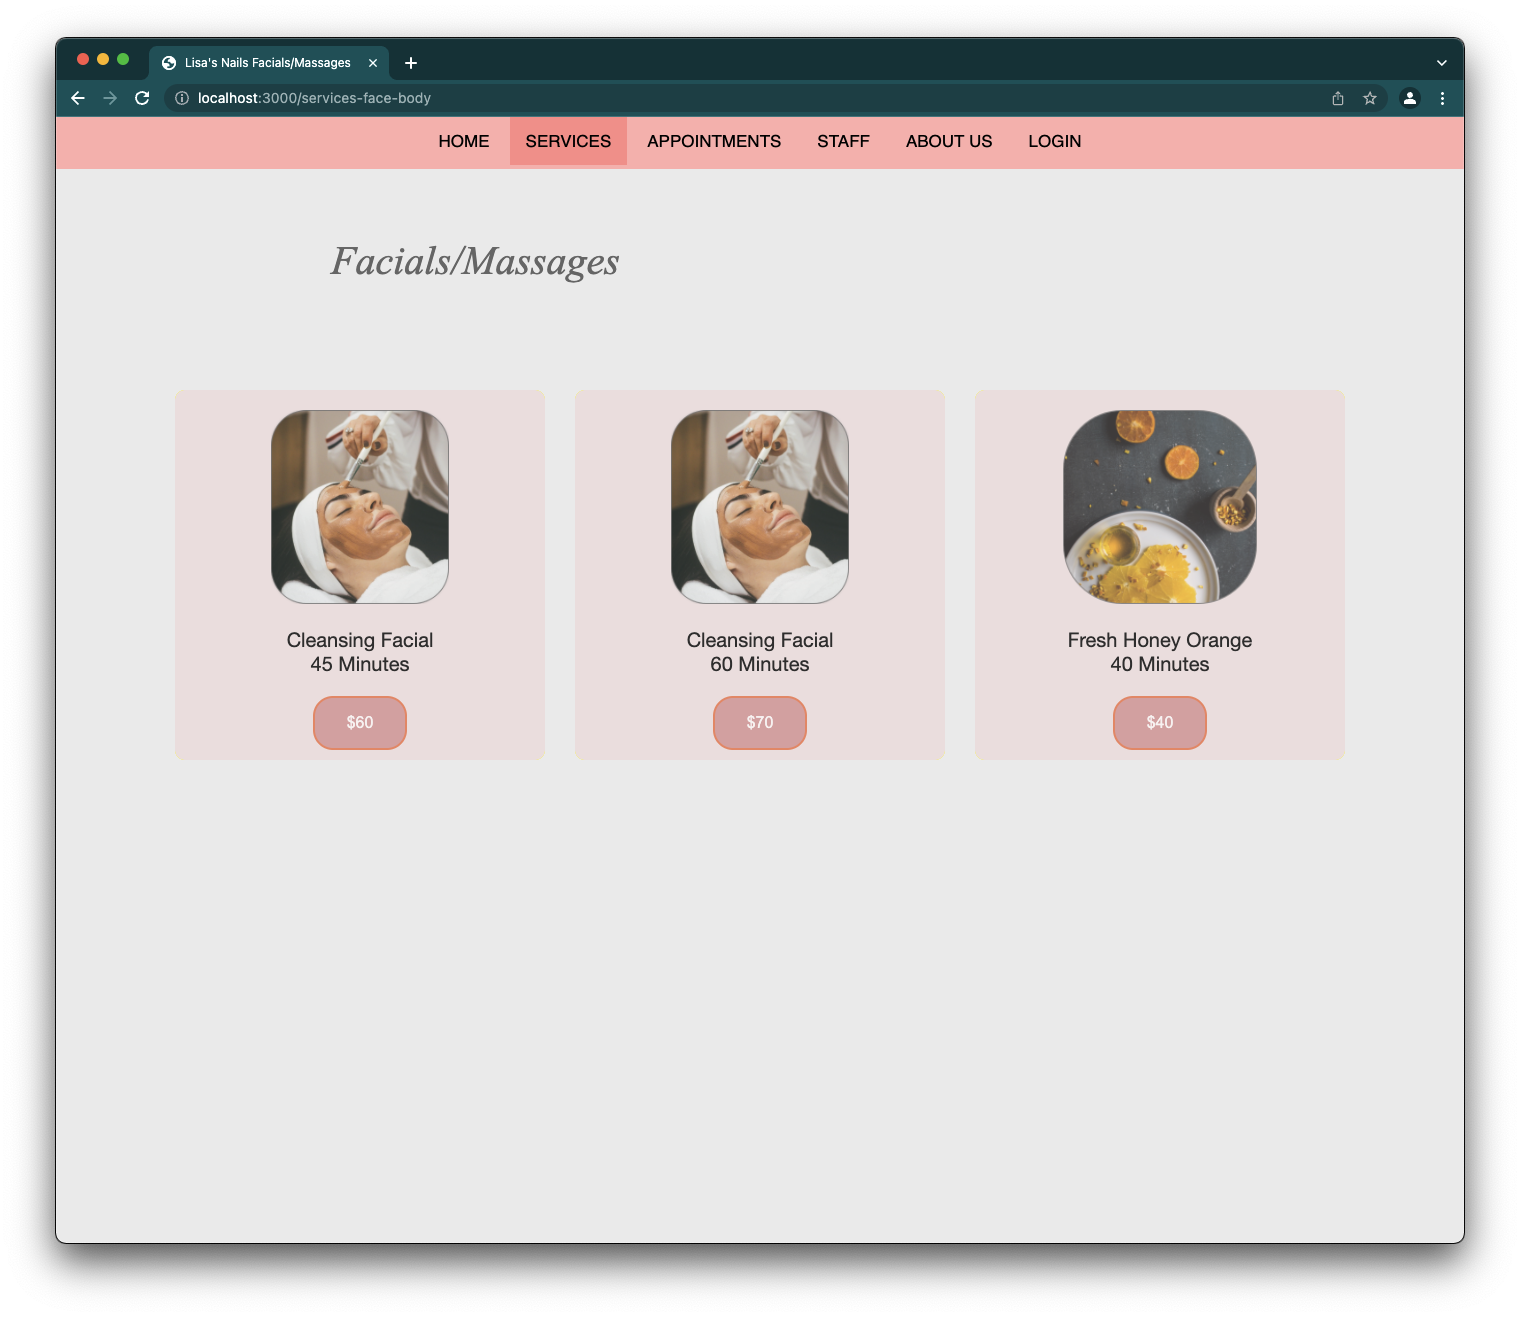 Lisa's Nails Facials/Massages
localhost:3000/services-face-body
HOME SERVICES APPOINTMENTS STAFF ABOUT US LOGIN
Facials/Massages
Cleansing Facial
45 Minutes
$60
Cleansing Facial
60 Minutes
$70
Fresh Honey Orange
40 Minutes
$40